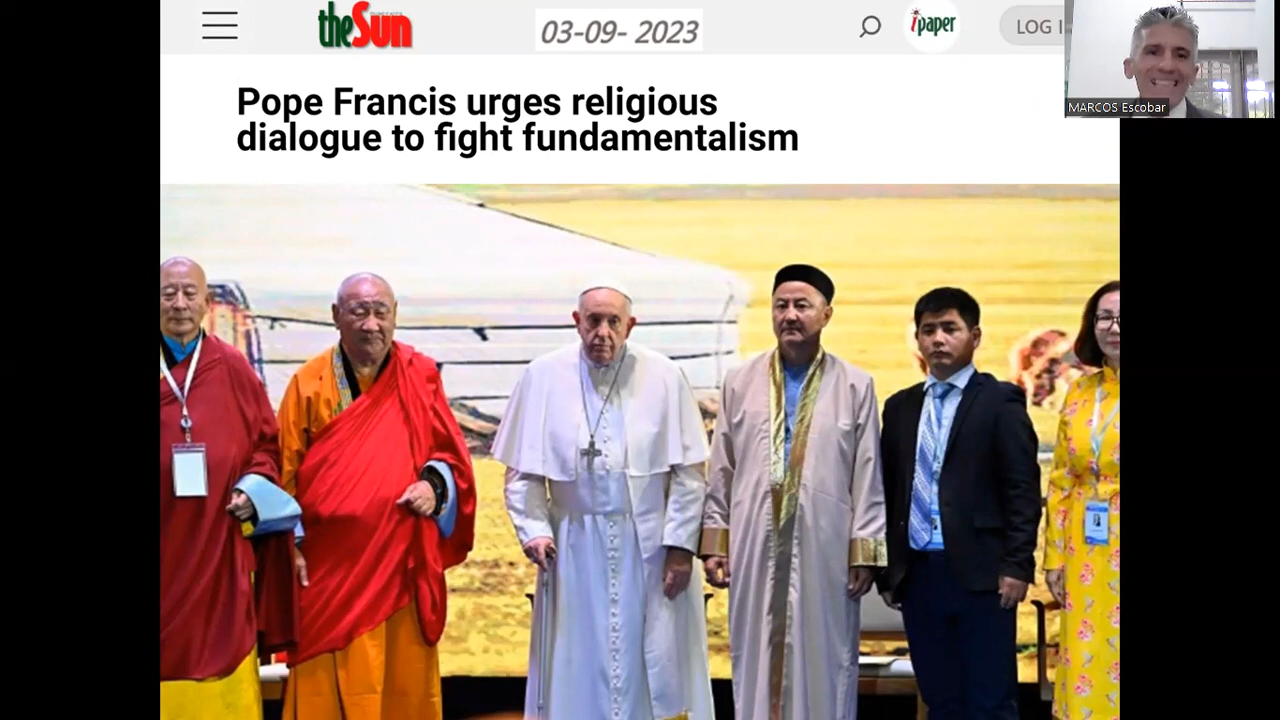 theSun
03-09- 2023
ipaper
LOG I
MARCOS Escobar
Pope Francis urges religious
dialogue to fight fundamentalism